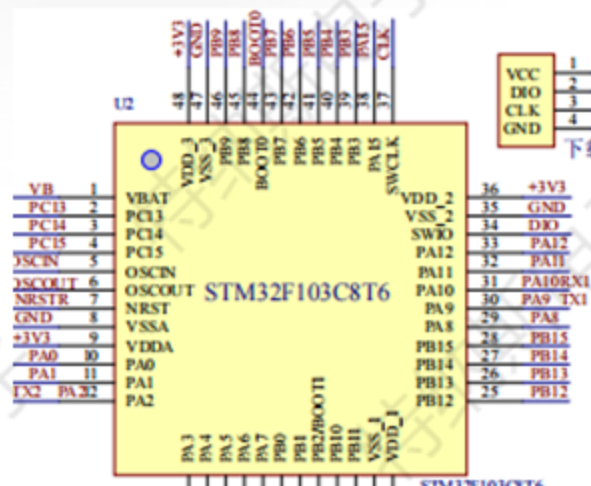 +3V3 GND PB9 PB8 BOOT0 PB7 PB6 PB5 PB4 PB3 PA15 CLK
48 47 46 45 44 43 42 41 40 39 38 37
U2
VDD_3 VSS_3 PB9 PB8 BOOT0 PB7 PB6 PB5 PB4 PB3 PA15 SWCLK
VCC 1
DIO 2
CLK 3
GND 4
下
VB 1 VBAT VDD_2 36 +3V3
PC13 2 PC13 VSS_2 35 GND
PC14 3 PC14 SWIO 34 DIO
PC15 4 PC15 PA12 33 PA12
OSCIN 5 OSCIN PA11 32 PA11
OSCOUT 6 OSCOUT PA10 31 PA10RX1
NRSTR 7 NRST PA9 30 PA9 TX1
GND 8 VSSA PA8 29 PA8
+3V3 9 VDDA PB15 28 PB15
PA0 10 PA0 PB14 27 PB14
PA1 11 PA1 PB13 26 PB13
TX2 PA2 12 PA2 PB12 25 PB12
STM32F103C8T6
PA3 PA4 PA5 PA6 PA7 PB0 PB1 PB2/BOOT1 PB10 PB11 VSS_1 VDD_1
STM32F103C8T6